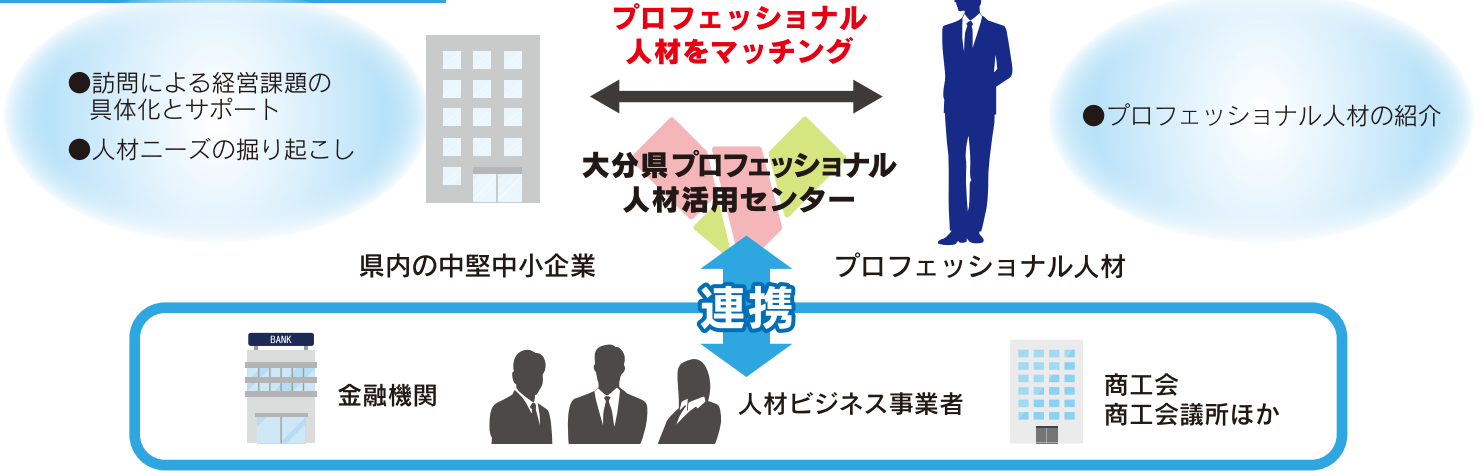 プロフェッショナル
人材をマッチング
●訪問による経営課題の
具体化とサポート
●人材ニーズの掘り起こし
●プロフェッショナル人材の紹介
大分県プロフェッショナル
人材活用センター
県内の中堅中小企業
プロフェッショナル人材
連携
BANK
金融機関
人材ビジネス事業者
商工会
商工会議所ほか